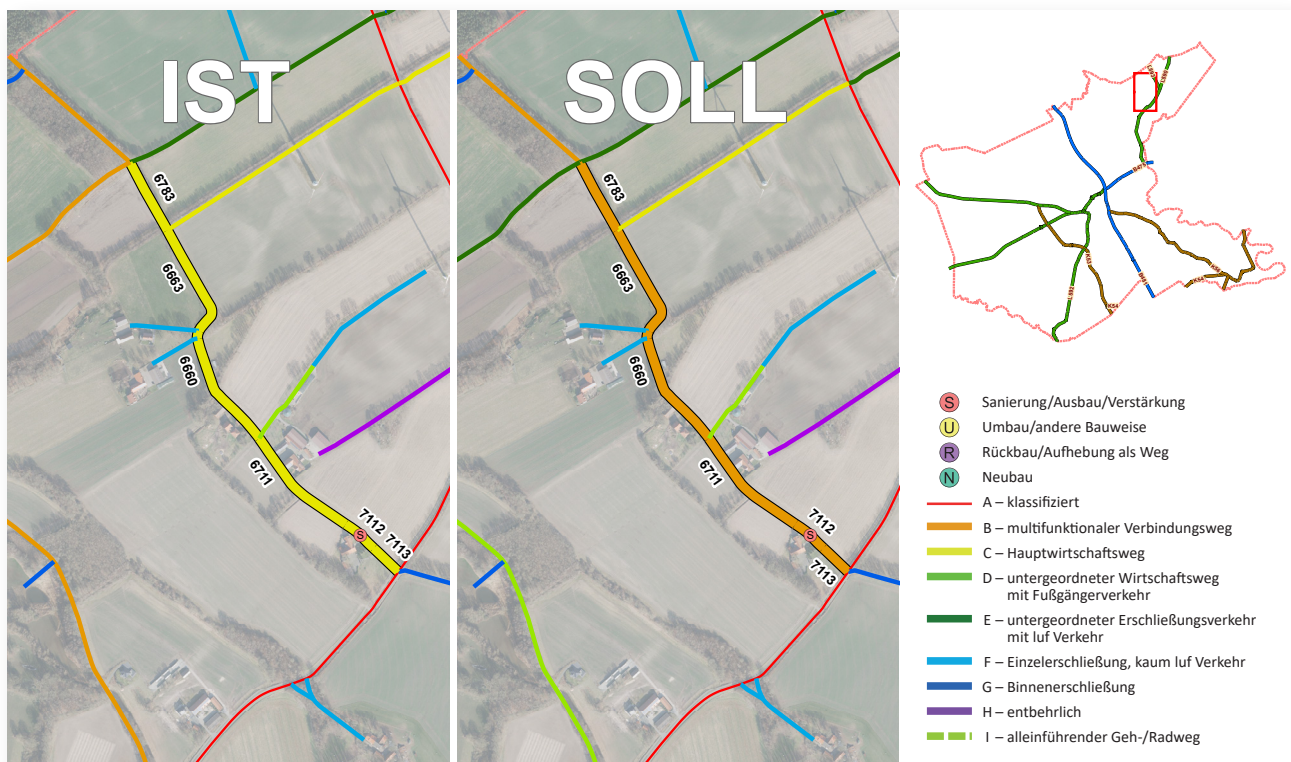 IST
6783
6663
6660
6711
7112
7113
S
SOLL
6783
6663
6660
6711
7112
7113
S
B475
K54
S Sanierung/Ausbau/Verstärkung
U Umbau/andere Bauweise
R Rückbau/Aufhebung als Weg
N Neubau
A – klassifiziert
B – multifunktionaler Verbindungsweg
C – Hauptwirtschaftsweg
D – untergeordneter Wirtschaftsweg
mit Fußgängerverkehr
E – untergeordneter Erschließungsverkehr
mit luf Verkehr
F – Einzelerschließung, kaum luf Verkehr
G – Binnenerschließung
H – entbehrlich
I – alleinführender Geh-/Radweg